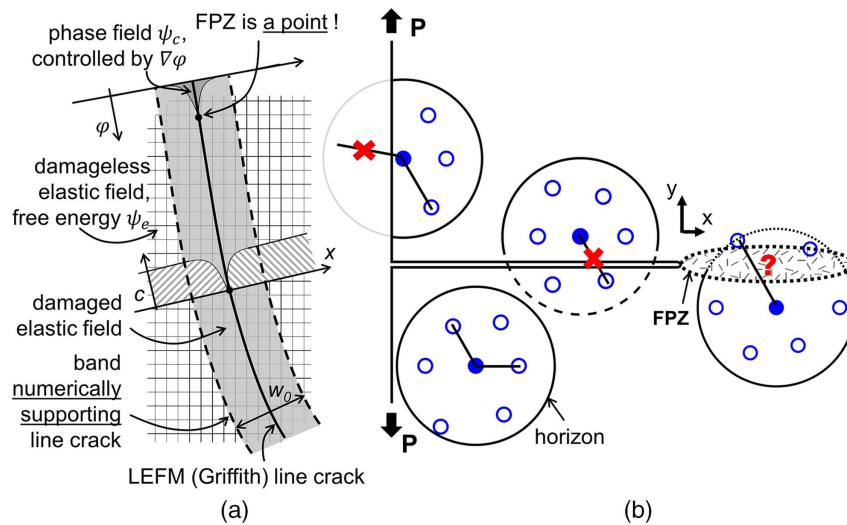 FPZ is a point !
phase field ψc,
controlled by ∇φ
φ
damageless
elastic field,
free energy ψe
x
c
damaged
elastic field
band
numerically
supporting
line crack
w0
LEFM (Griffith) line crack
(a)
P
y
x
?
FPZ
P
horizon
(b)